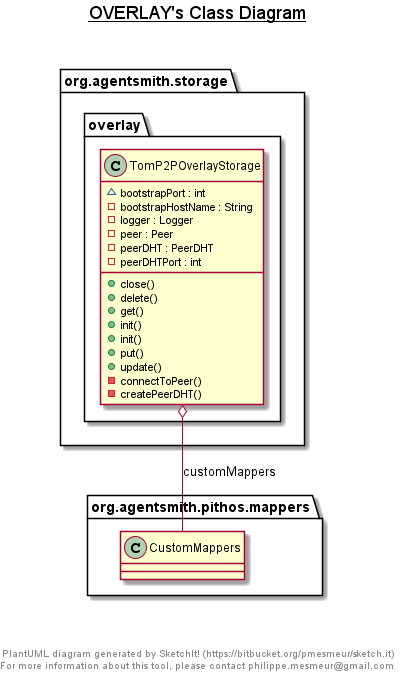 OVERLAY's Class Diagram
org.agentsmith.storage
overlay
C TomP2POverlayStorage
bootstrapPort : int
bootstrapHostName : String
logger : Logger
peer : Peer
peerDHT : PeerDHT
peerDHTPort : int
close()
delete()
get()
init()
init()
put()
update()
connectToPeer()
createPeerDHT()
customMappers
org.agentsmith.pithos.mappers
C CustomMappers
PlantUML diagram generated by SketchIt! (https://bitbucket.org/pmesmeur/sketch.it)
For more information about this tool, please contact philippe.mesmeur@gmail.com